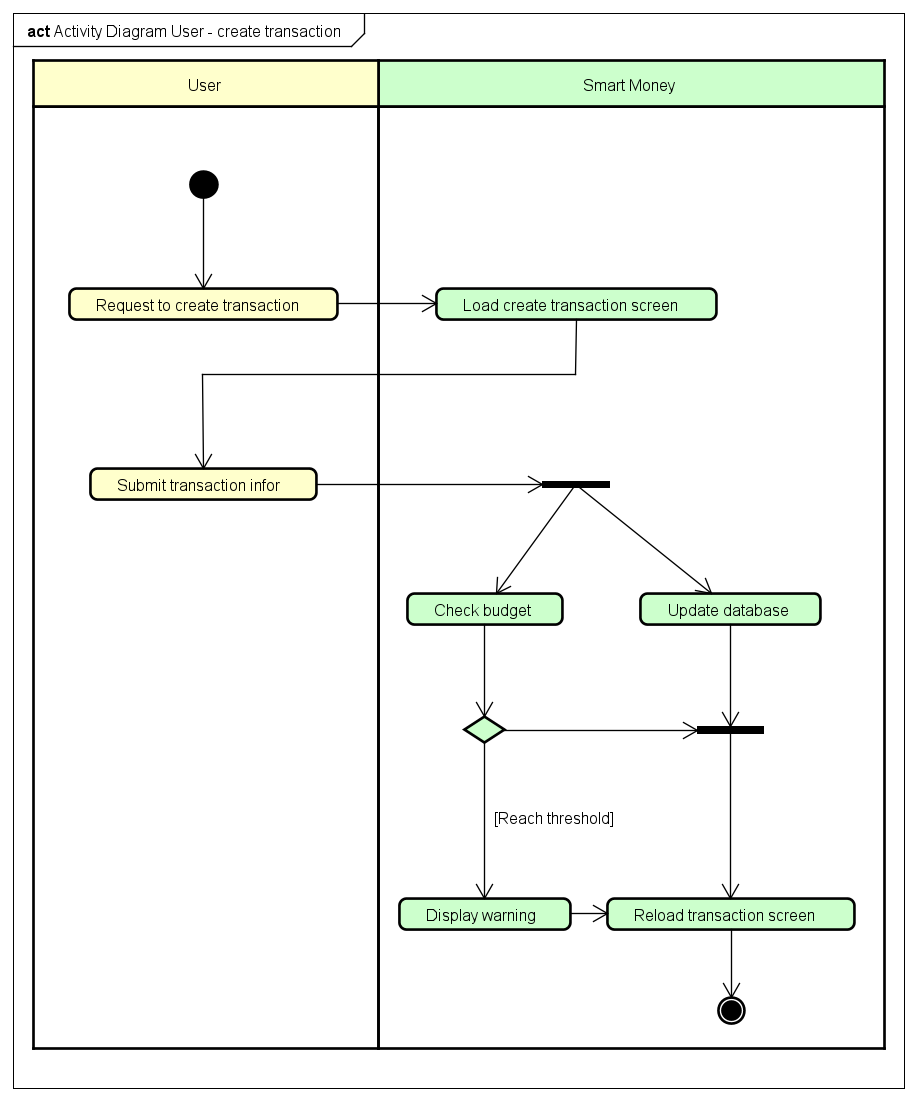 act Activity Diagram User - create transaction
User
Smart Money
Request to create transaction
Load create transaction screen
Submit transaction infor
Check budget
Update database
[Reach threshold]
Display warning
Reload transaction screen